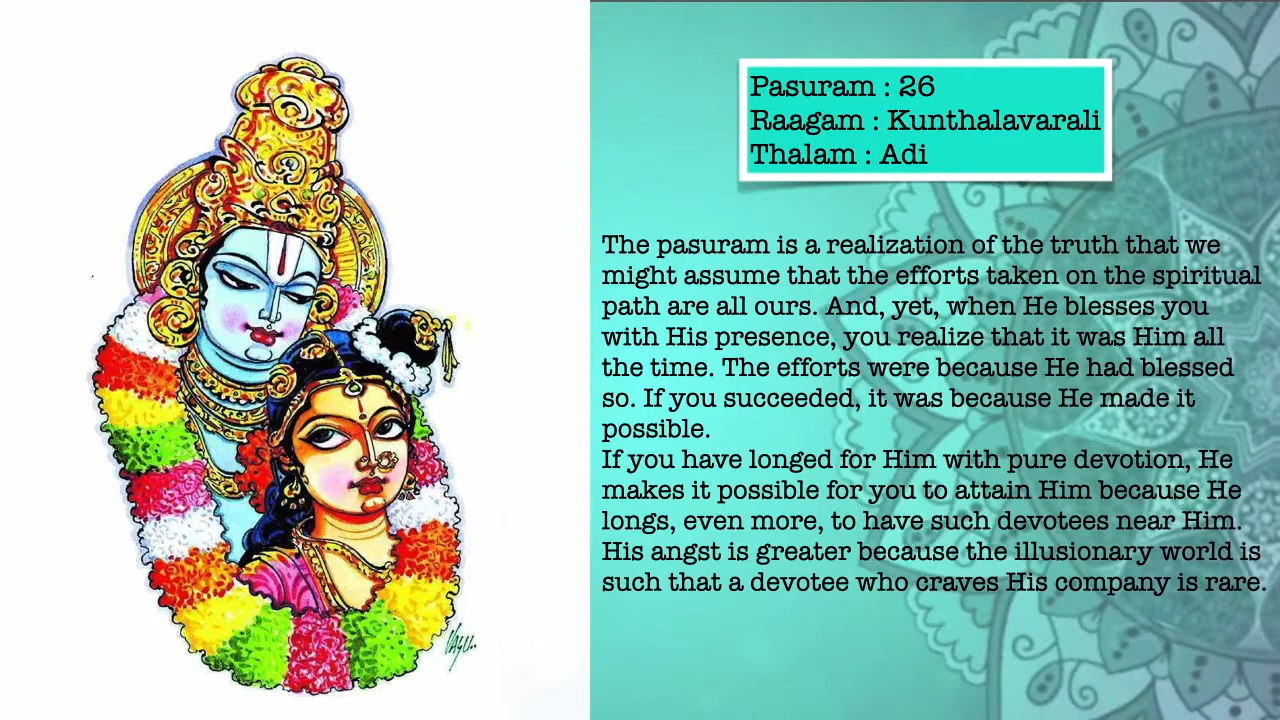 Pasuram : 26
Raagam : Kunthalavarali
Thalam : Adi
The pasuram is a realization of the truth that we
might assume that the efforts taken on the spiritual
path are all ours. And, yet, when He blesses you
with His presence, you realize that it was Him all
the time. The efforts were because He had blessed
so. If you succeeded, it was because He made it
possible.
If you have longed for Him with pure devotion, He
makes it possible for you to attain Him because He
longs, even more, to have such devotees near Him.
His angst is greater because the illusionary world is
such that a devotee who craves His company is rare.